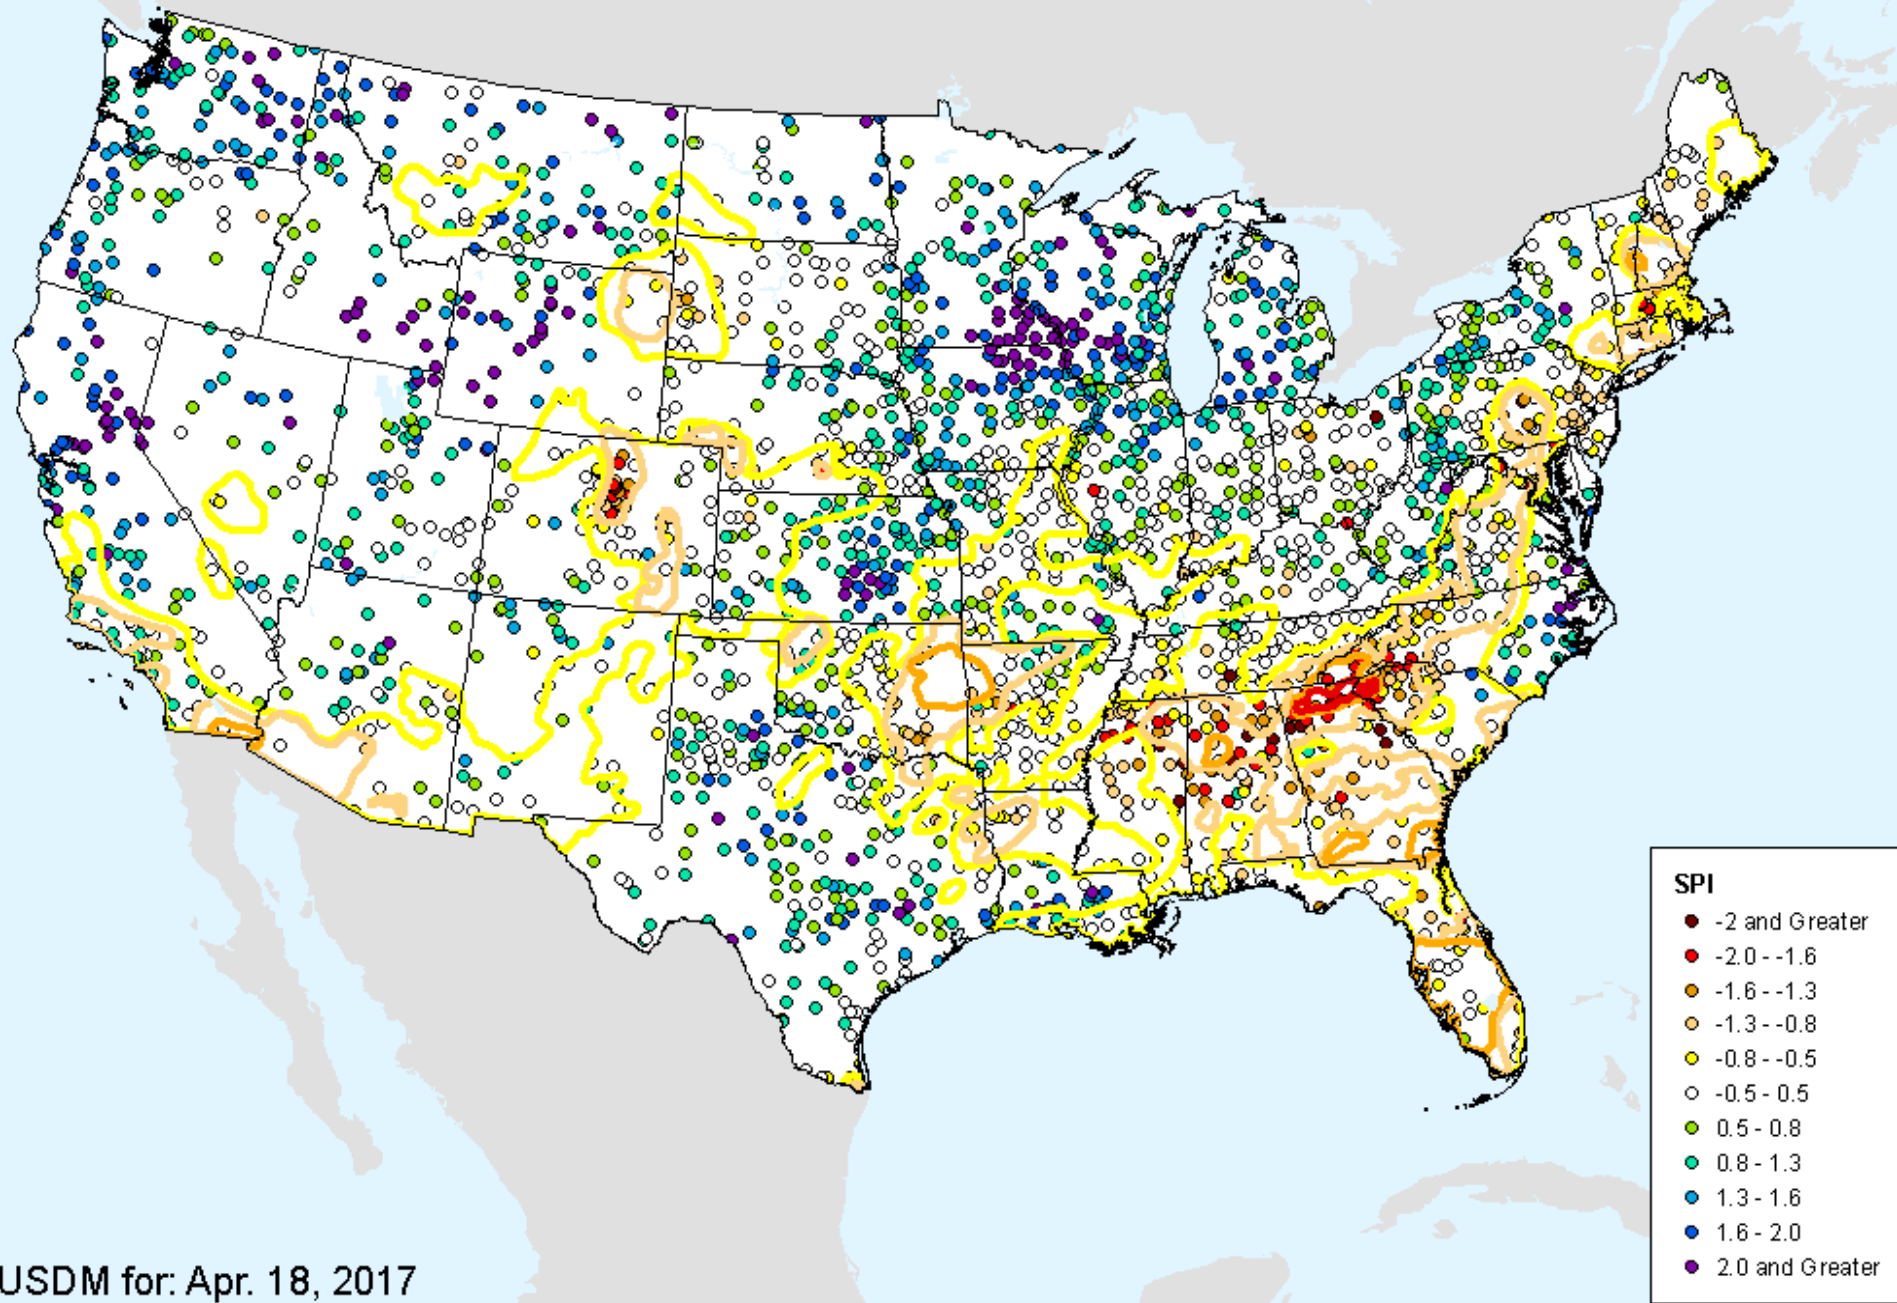 SPI
-2 and Greater
-2.0 - -1.6
-1.6 - -1.3
-1.3 - -0.8
-0.8 - -0.5
-0.5 - 0.5
0.5 - 0.8
0.8 - 1.3
1.3 - 1.6
1.6 - 2.0
2.0 and Greater
USDM for: Apr. 18, 2017